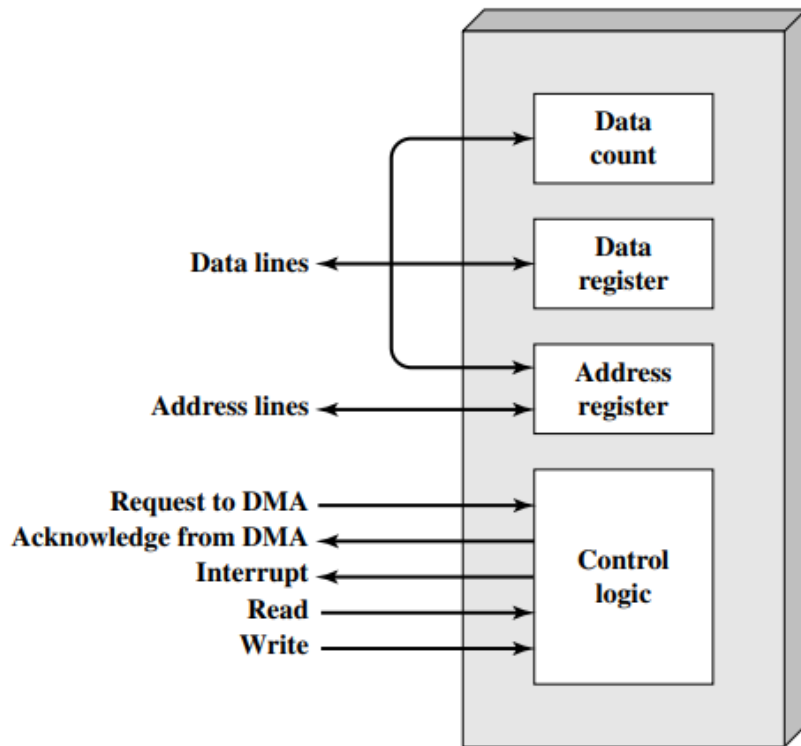 Data
count
Data lines
Data
register
Address lines
Address
register
Request to DMA
Acknowledge from DMA
Interrupt
Read
Write
Control
logic